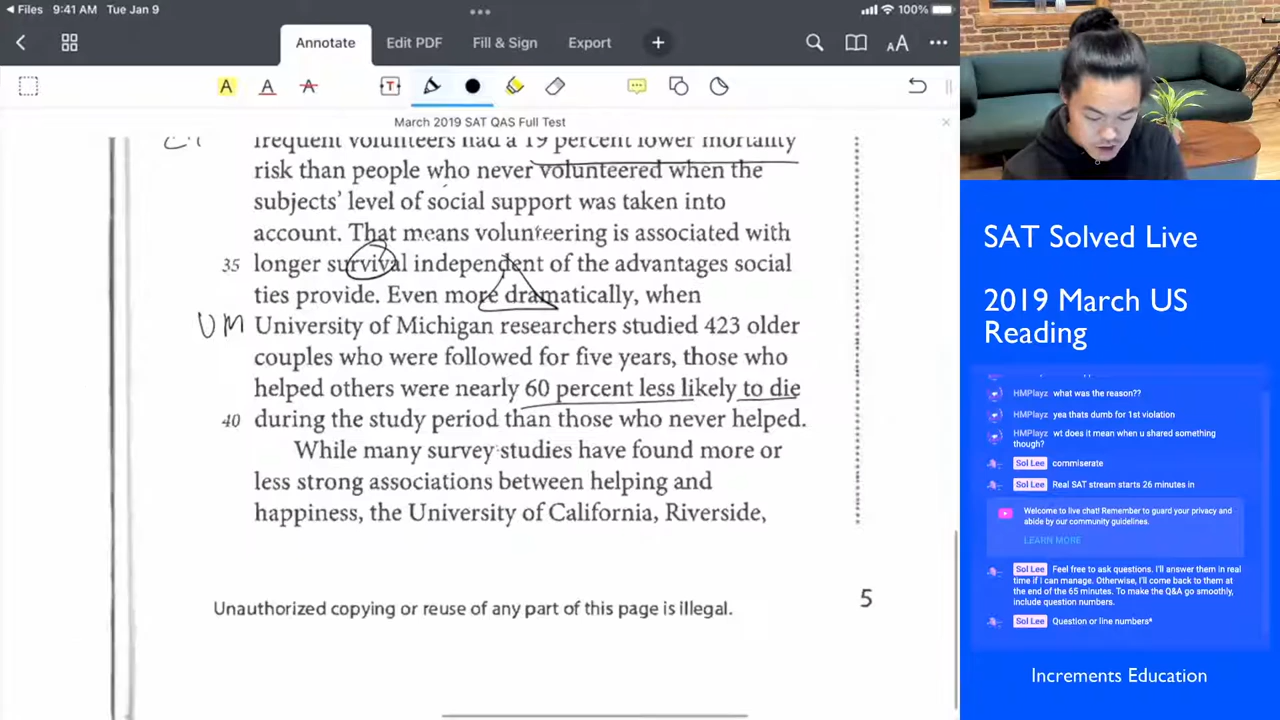 Files 9:41 AM Tue Jan 9
100%
Annotate
Edit PDF
Fill & Sign
Export
March 2019 SAT QAS Full Test
frequent volunteers had a 19 percent lower mortality
risk than people who never volunteered when the
subjects' level of social support was taken into
account. That means volunteering is associated with
35 longer survival independent of the advantages social
ties provide. Even more dramatically, when
UM University of Michigan researchers studied 423 older
couples who were followed for five years, those who
helped others were nearly 60 percent less likely to die
40 during the study period than those who never helped.
While many survey studies have found more or
less strong associations between helping and
happiness, the University of California, Riverside,
Unauthorized copying or reuse of any part of this page is illegal.
5
SAT Solved Live
2019 March US
Reading
HMPlayz what was the reason??
HMPlayz yea thats dumb for 1st violation
HMPlayz wt does it mean when u shared something
though?
Sol Lee commiserate
Sol Lee Real SAT stream starts 26 minutes in
Welcome to live chat! Remember to guard your privacy and
abide by our community guidelines.
LEARN MORE
Sol Lee Feel free to ask questions. I'll answer them in real
time if I can manage. Otherwise, I'll come back to them at
the end of the 65 minutes. To make the Q&A go smoothly,
include question numbers.
Sol Lee Question or line numbers*
Increments Education